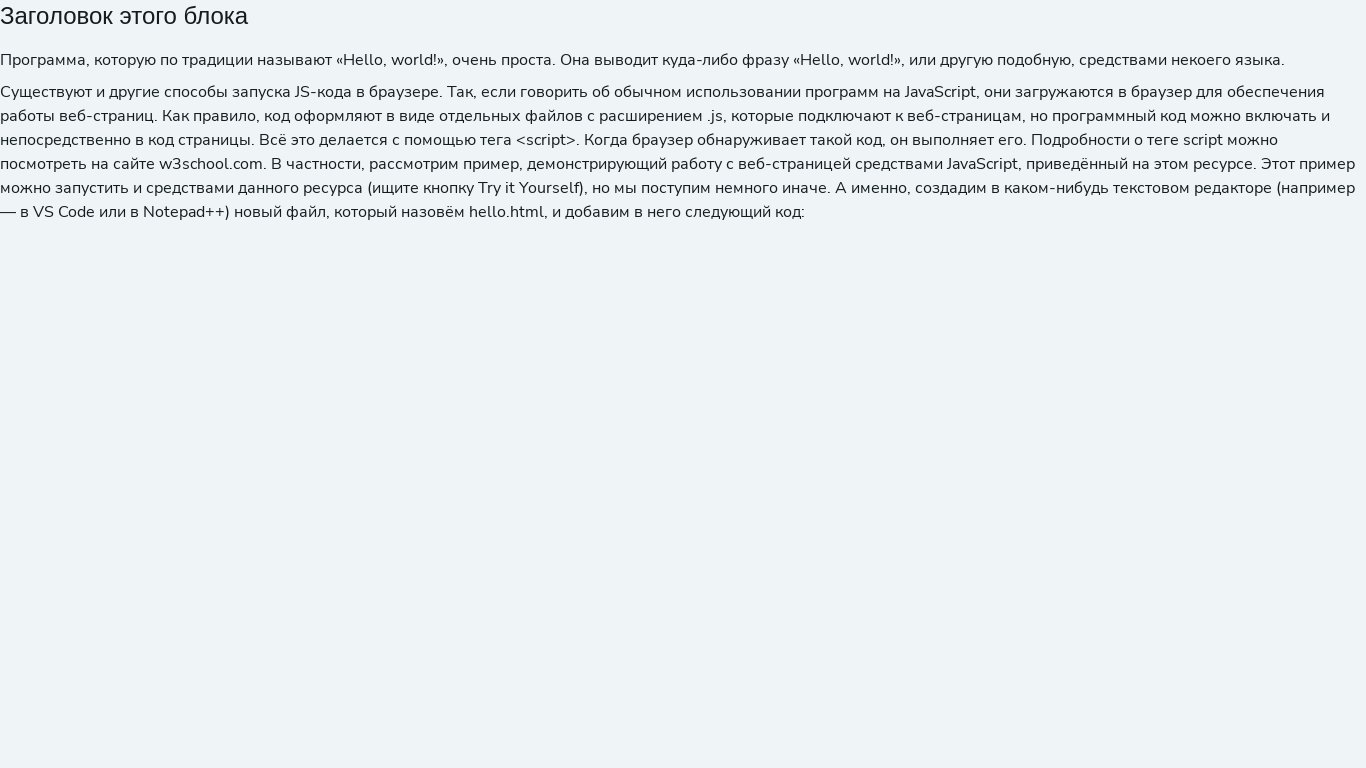 Заголовок этого блока
Программа, которую по традиции называют «Hello, world!», очень проста. Она выводит куда-либо фразу «Hello, world!», или другую подобную, средствами некоего языка.
Существуют и другие способы запуска JS-кода в браузере. Так, если говорить об обычном использовании программ на JavaScript, они загружаются в браузер для обеспечения
работы веб-страниц. Как правило, код оформляют в виде отдельных файлов с расширением .js, которые подключают к веб-страницам, но программный код можно включать и
непосредственно в код страницы. Всё это делается с помощью тега <script>. Когда браузер обнаруживает такой код, он выполняет его. Подробности о теге script можно
посмотреть на сайте w3school.com. В частности, рассмотрим пример, демонстрирующий работу с веб-страницей средствами JavaScript, приведённый на этом ресурсе. Этот пример
можно запустить и средствами данного ресурса (ищите кнопку Try it Yourself), но мы поступим немного иначе. А именно, создадим в каком-нибудь текстовом редакторе (например
— в VS Code или в Notepad++) новый файл, который назовём hello.html, и добавим в него следующий код: